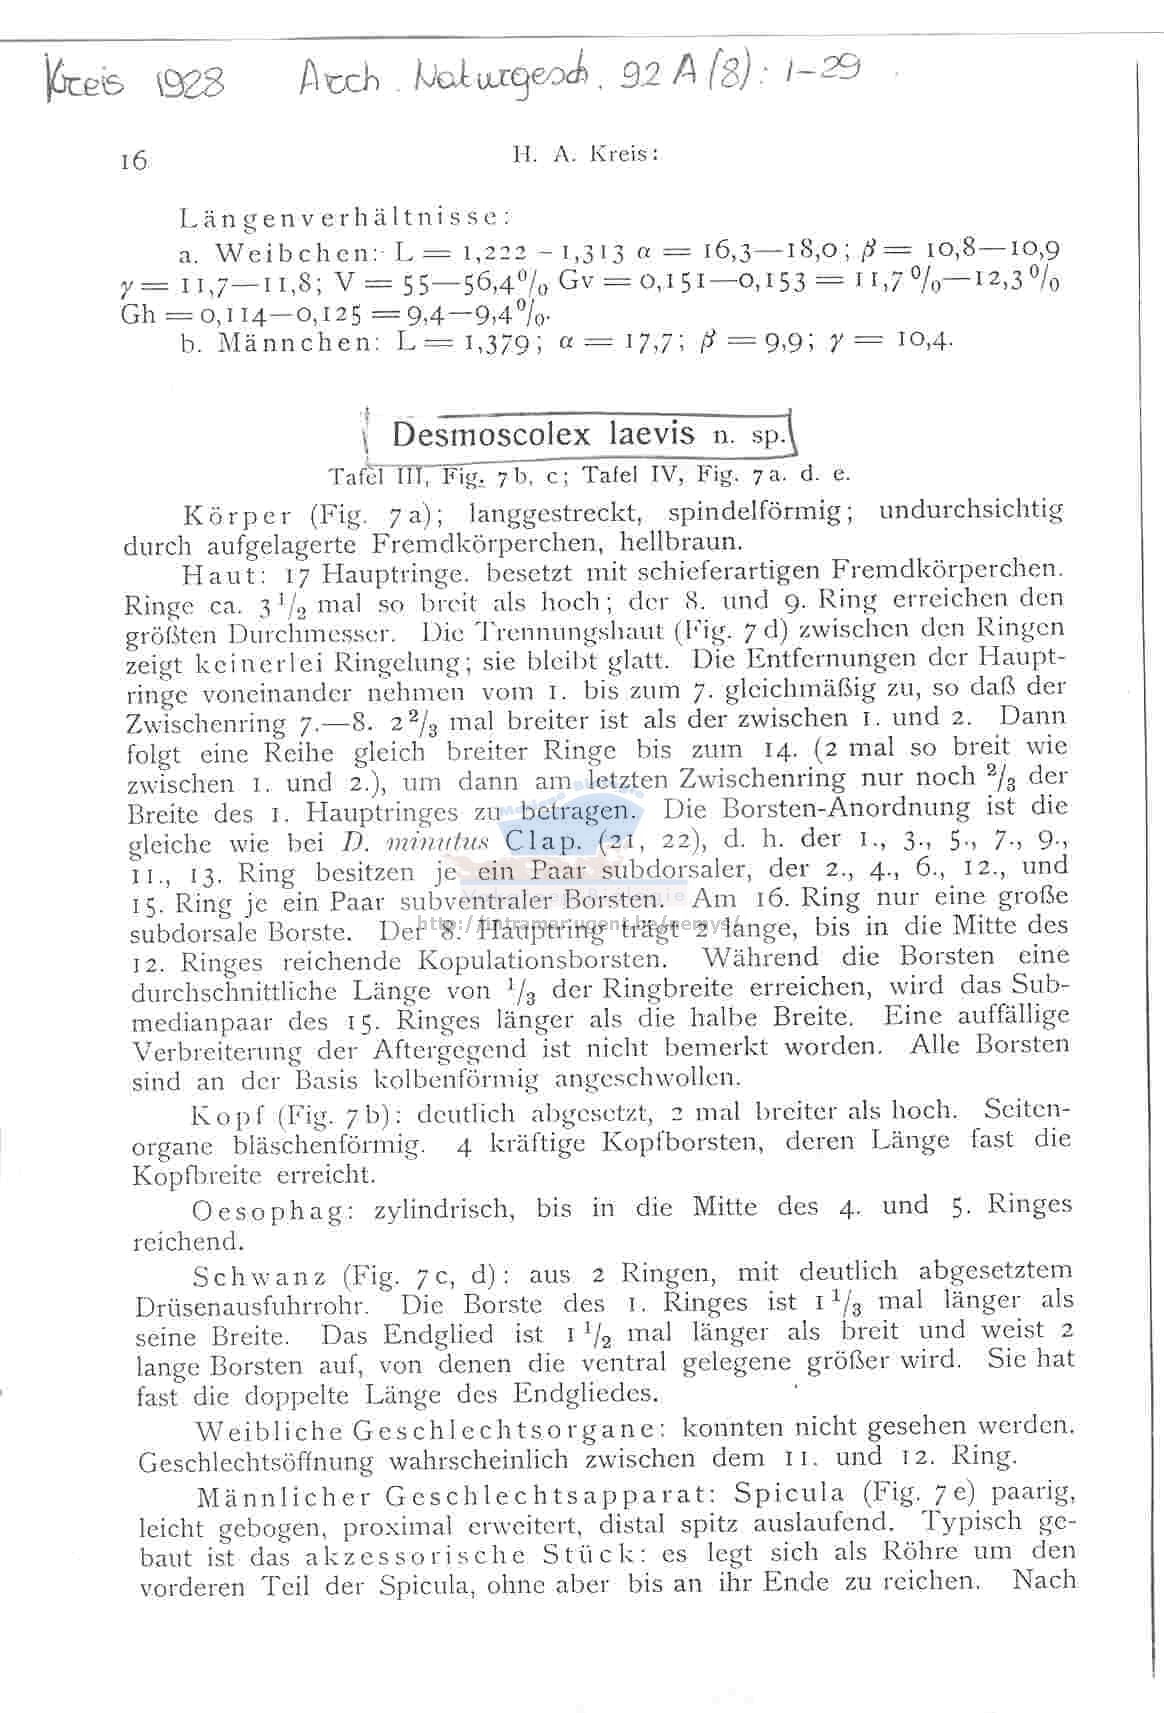 Kreis 1928 Arch. Naturgesch. 92 A (8): 1-29
16 H. A. Kreis:
Längenverhältnisse:
a. Weibchen: L = 1,222 - 1,313 α = 16,3—18,0; β = 10,8—10,9
γ = 11,7—11,8; V = 55—56,4% Gv = 0,151—0,153 = 11,7%—12,3%
Gh = 0,114—0,125 = 9,4—9,4%.
b. Männchen: L = 1,379; α = 17,7; β = 9,9; γ = 10,4.
Desmoscolex laevis n. sp.
Tafel III, Fig. 7b, c; Tafel IV, Fig. 7a. d. e.
Körper (Fig. 7a); langgestreckt, spindelförmig; undurchsichtig
durch aufgelagerte Fremdkörperchen, hellbraun.
Haut: 17 Hauptringe. besetzt mit schieferartigen Fremdkörperchen.
Ringe ca. 3 1/2 mal so breit als hoch; der 8. und 9. Ring erreichen den
größten Durchmesser. Die Trennungshaut (Fig. 7d) zwischen den Ringen
zeigt keinerlei Ringelung; sie bleibt glatt. Die Entfernungen der Haupt-
ringe voneinander nehmen vom 1. bis zum 7. gleichmäßig zu, so daß der
Zwischenring 7.—8. 2 2/3 mal breiter ist als der zwischen 1. und 2. Dann
folgt eine Reihe gleich breiter Ringe bis zum 14. (2 mal so breit wie
zwischen 1. und 2.), um dann am letzten Zwischenring nur noch 2/3 der
Breite des 1. Hauptringes zu betragen. Die Borsten-Anordnung ist die
gleiche wie bei D. minutus Clap. (21, 22), d. h. der 1., 3., 5., 7., 9.,
11., 13. Ring besitzen je ein Paar subdorsaler, der 2., 4., 6., 12., und
15. Ring je ein Paar subventraler Borsten. Am 16. Ring nur eine große
subdorsale Borste. Der 8. Hauptring trägt 2 lange, bis in die Mitte des
http://intramar.ugent.be/nemys/
12. Ringes reichende Kopulationsborsten. Während die Borsten eine
durchschnittliche Länge von 1/3 der Ringbreite erreichen, wird das Sub-
medianpaar des 15. Ringes länger als die halbe Breite. Eine auffällige
Verbreiterung der Aftergegend ist nicht bemerkt worden. Alle Borsten
sind an der Basis kolbenförmig angeschwollen.
Kopf (Fig. 7b): deutlich abgesetzt, 2 mal breiter als hoch. Seiten-
organe bläschenförmig. 4 kräftige Kopfborsten, deren Länge fast die
Kopfbreite erreicht.
Oesophag: zylindrisch, bis in die Mitte des 4. und 5. Ringes
reichend.
Schwanz (Fig. 7c, d): aus 2 Ringen, mit deutlich abgesetztem
Drüsenausfuhrrohr. Die Borste des 1. Ringes ist 1 1/3 mal länger als
seine Breite. Das Endglied ist 1 1/2 mal länger als breit und weist 2
lange Borsten auf, von denen die ventral gelegene größer wird. Sie hat
fast die doppelte Länge des Endgliedes.
Weibliche Geschlechtsorgane: konnten nicht gesehen werden.
Geschlechtsöffnung wahrscheinlich zwischen dem 11. und 12. Ring.
Männlicher Geschlechtsapparat: Spicula (Fig. 7e) paarig,
leicht gebogen, proximal erweitert, distal spitz auslaufend. Typisch ge-
baut ist das akzessorische Stück: es legt sich als Röhre um den
vorderen Teil der Spicula, ohne aber bis an ihr Ende zu reichen. Nach